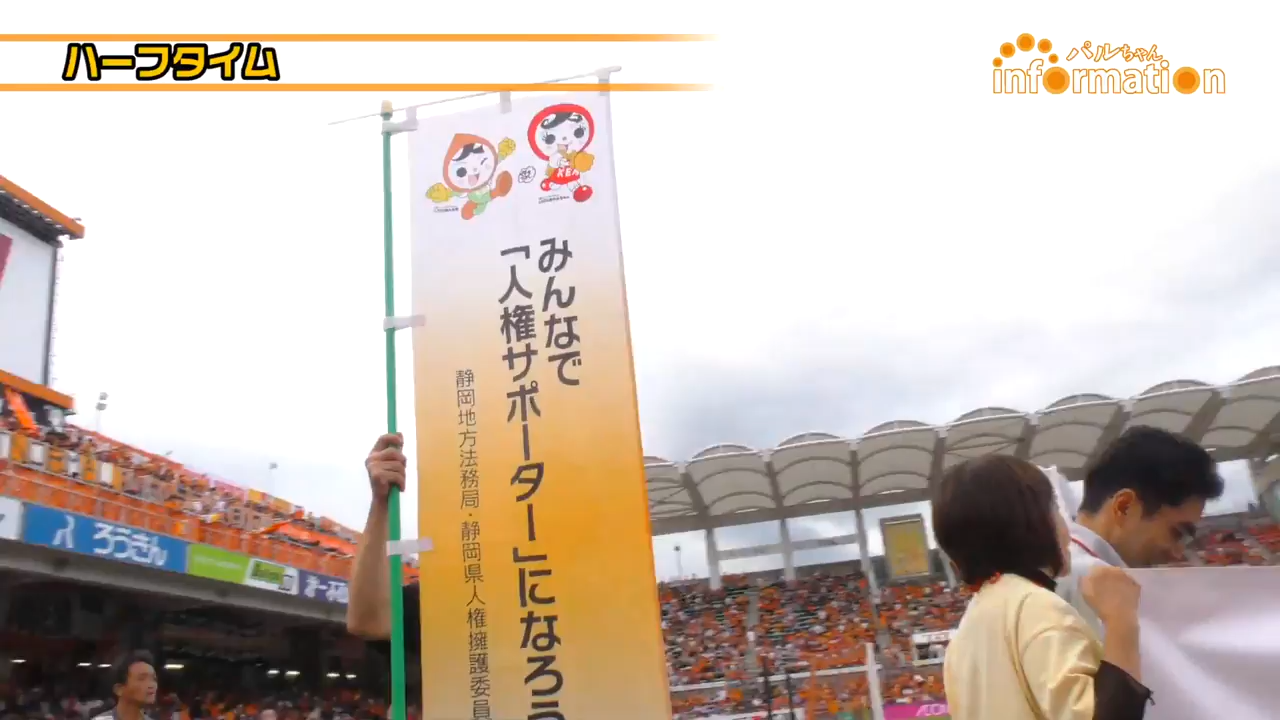 ハーフタイム
パルちゃん
information
みんなで
「人権サポーター」になろう
静岡地方法務局・静岡県人権擁護委員
ろうきん
KEN